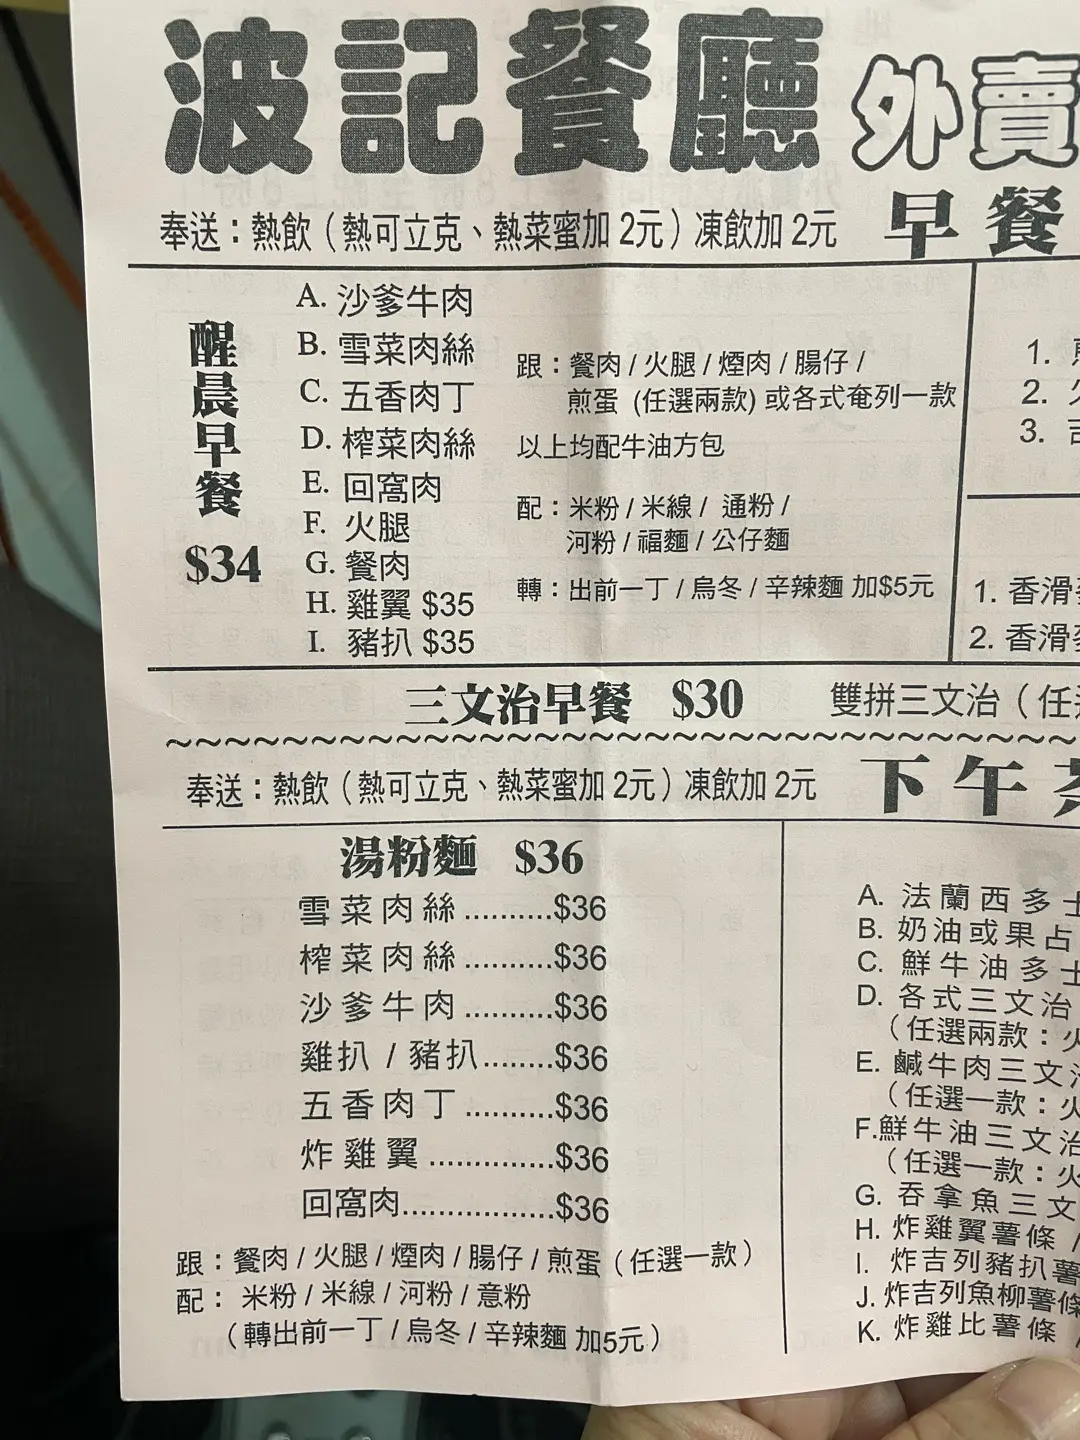 波記餐廳 外賣
奉送：熱飲（熱可立克、熱菜蜜加 2元）凍飲加 2元
早餐
醒晨早餐
$34
A. 沙爹牛肉
B. 雪菜肉絲
C. 五香肉丁
D. 榨菜肉絲
E. 回窩肉
F. 火腿
G. 餐肉
H. 雞翼 $35
I. 豬扒 $35
跟：餐肉 / 火腿 / 煙肉 / 腸仔 /
煎蛋 (任選兩款) 或各式奄列一款
以上均配牛油方包
配：米粉 / 米線 / 通粉 /
河粉 / 福麵 / 公仔麵
轉：出前一丁 / 烏冬 / 辛辣麵 加$5元
1.
2.
3.
1. 香滑
2. 香滑
三文治早餐 $30
雙拼三文治（任
~~~~~~~~~~~~~~~~~~~~~~~~~~~~~~~~
奉送：熱飲（熱可立克、熱菜蜜加 2元）凍飲加 2元
下午
湯粉麵 $36
雪菜肉絲..........$36
榨菜肉絲..........$36
沙爹牛肉..........$36
雞扒 / 豬扒........$36
五香肉丁..........$36
炸雞翼..............$36
回窩肉.................$36
跟：餐肉 / 火腿 / 煙肉 / 腸仔 / 煎蛋（任選一款）
配： 米粉 / 米線 / 河粉 / 意粉
（轉出前一丁 / 烏冬 / 辛辣麵 加5元）
A. 法蘭西多士
B. 奶油或果占
C. 鮮牛油多士
D. 各式三文治
（任選兩款：火
E. 鹹牛肉三文治
（任選一款：火
F.鮮牛油三文治
（任選一款：火
G. 吞拿魚三文
H. 炸雞翼薯條 /
I. 炸吉列豬扒薯
J. 炸吉列魚柳薯條
K. 炸雞比薯條 /